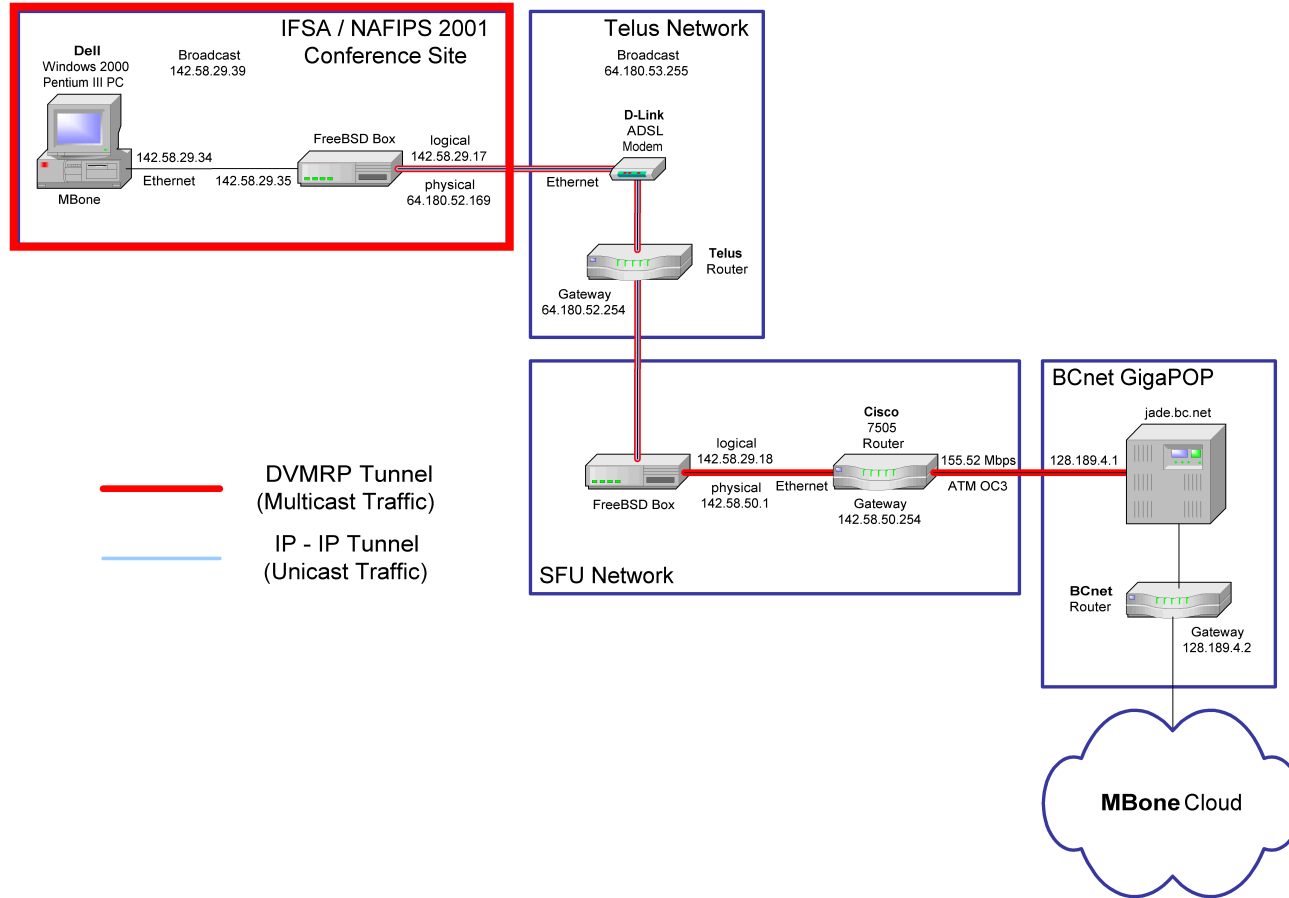 IFSA / NAFIPS 2001
Conference Site
Dell
Windows 2000
Pentium III PC
Broadcast
142.58.29.39
FreeBSD Box
logical
142.58.29.17
142.58.29.34
Ethernet
142.58.29.35
physical
64.180.52.169
MBone
Telus Network
Broadcast
64.180.53.255
D-Link
ADSL
Modem
Ethernet
Telus
Router
Gateway
64.180.52.254
DVMRP Tunnel
(Multicast Traffic)
IP - IP Tunnel
(Unicast Traffic)
FreeBSD Box
logical
142.58.29.18
physical
142.58.50.1
Ethernet
Cisco
7505
Router
Gateway
142.58.50.254
155.52 Mbps
ATM OC3
SFU Network
BCnet GigaPOP
jade.bc.net
128.189.4.1
BCnet
Router
Gateway
128.189.4.2
MBone Cloud